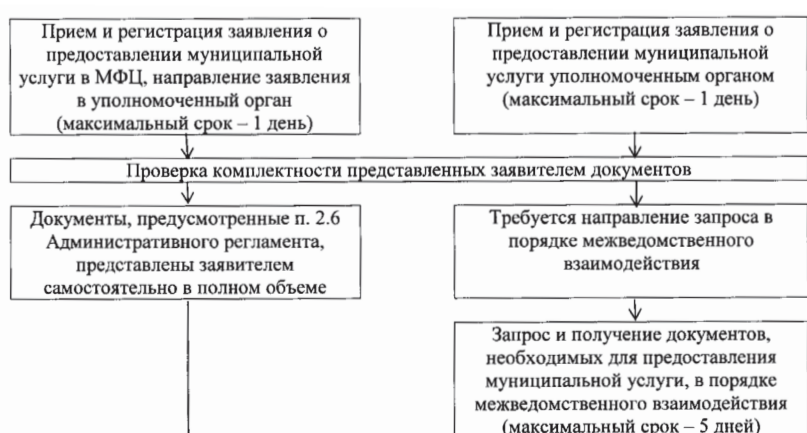 Прием и регистрация заявления о
предоставлении муниципальной
услуги в МФЦ, направление заявления
в уполномоченный орган
(максимальный срок – 1 день)
Прием и регистрация заявления о
предоставлении муниципальной
услуги уполномоченным органом
(максимальный срок – 1 день)
Проверка комплектности представленных заявителем документов
Документы, предусмотренные п. 2.6
Административного регламента,
представлены заявителем
самостоятельно в полном объеме
Требуется направление запроса в
порядке межведомственного
взаимодействия
Запрос и получение документов,
необходимых для предоставления
муниципальной услуги, в порядке
межведомственного взаимодействия
(максимальный срок – 5 дней)